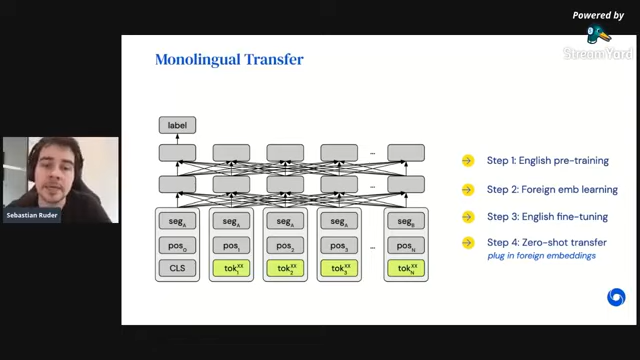 Powered by
StreamYard
Monolingual Transfer
label
...
...
seg_A seg_A seg_A seg_A seg_B
pos_0 pos_1 pos_2 pos_3 ... pos_N
CLS tok_1^XX tok_2^XX tok_3^XX tok_N^XX
Step 1: English pre-training
Step 2: Foreign emb learning
Step 3: English fine-tuning
Step 4: Zero-shot transfer
plug in foreign embeddings
Sebastian Ruder